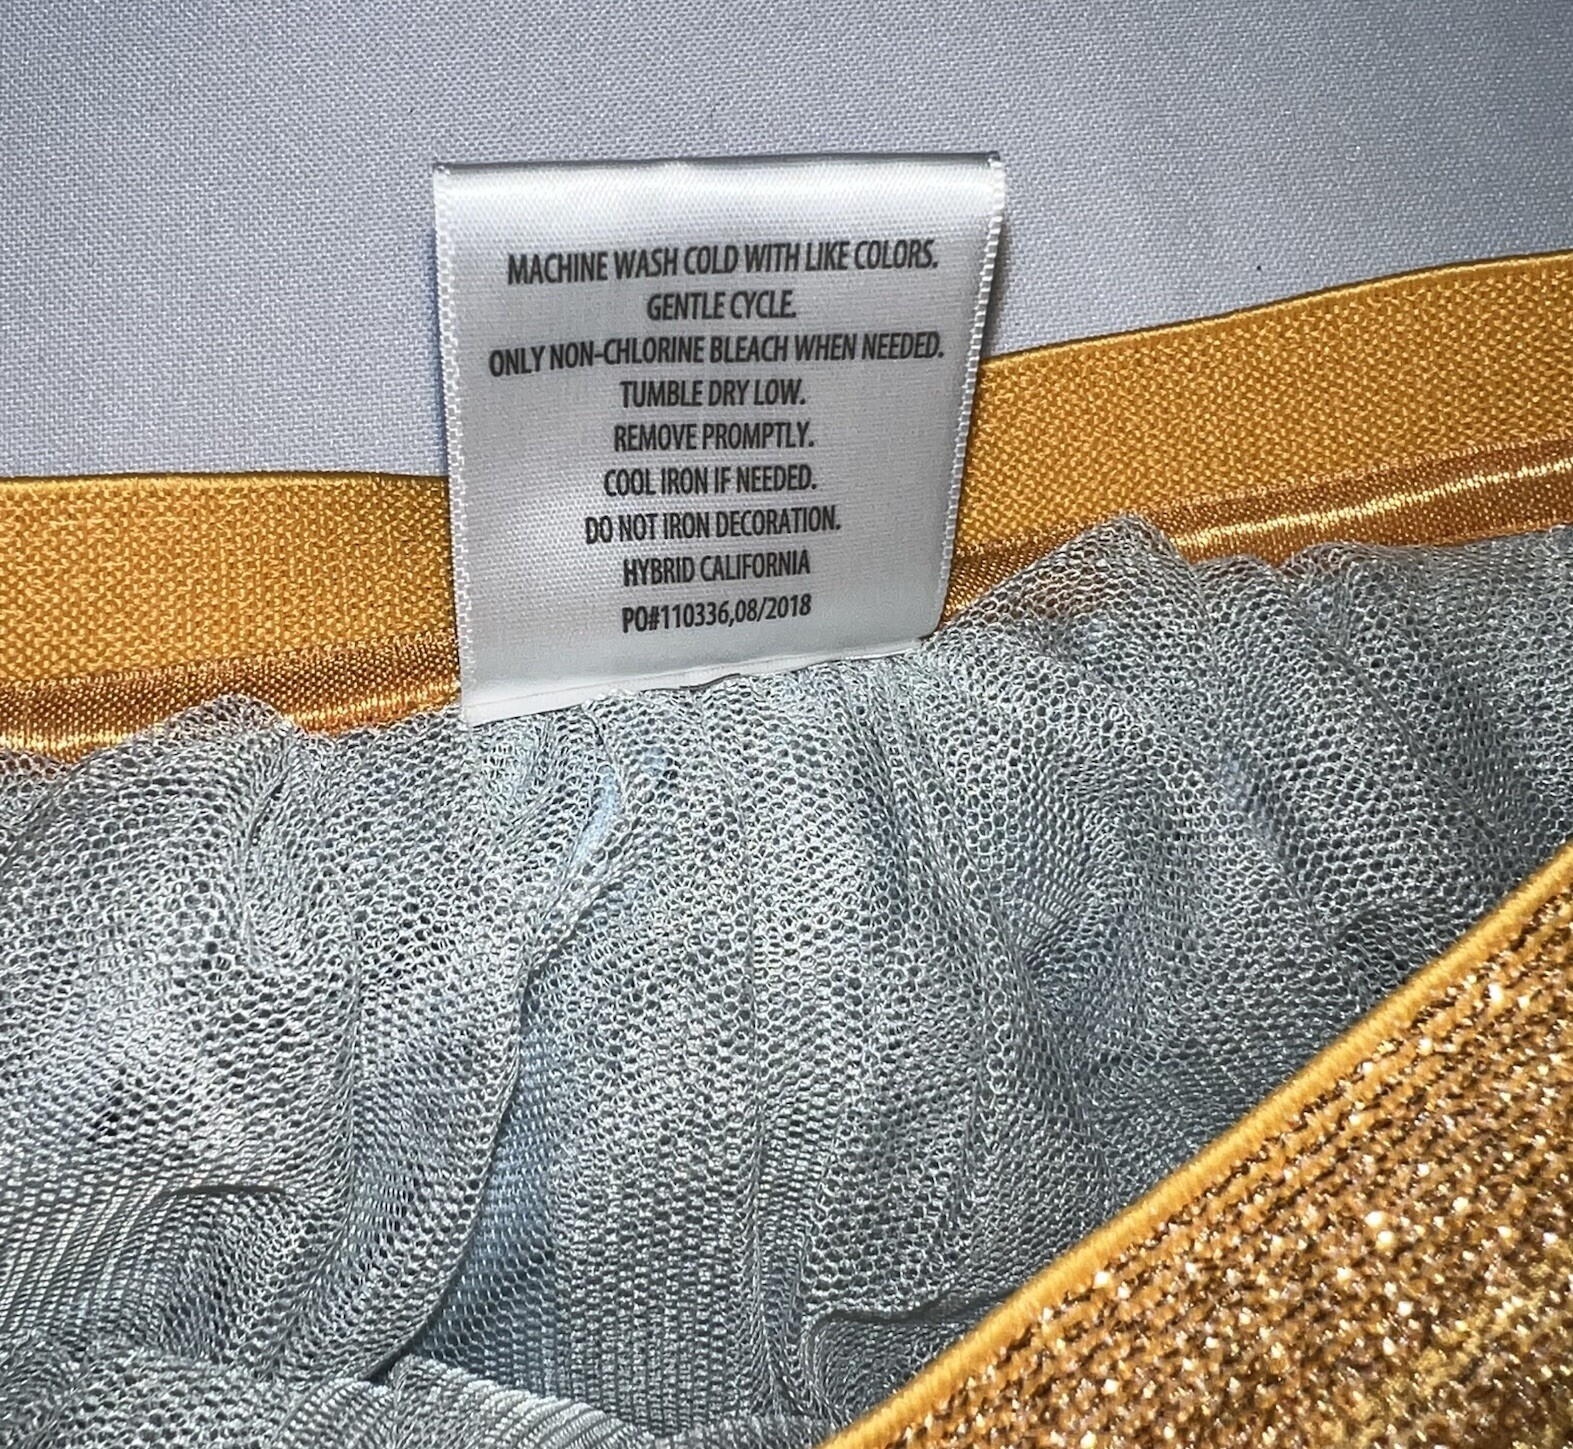 MACHINE WASH COLD WITH LIKE COLORS.
GENTLE CYCLE.
ONLY NON-CHLORINE BLEACH WHEN NEEDED.
TUMBLE DRY LOW.
REMOVE PROMPTLY.
COOL IRON IF NEEDED.
DO NOT IRON DECORATION.
HYBRID CALIFORNIA
PO#110336,08/2018